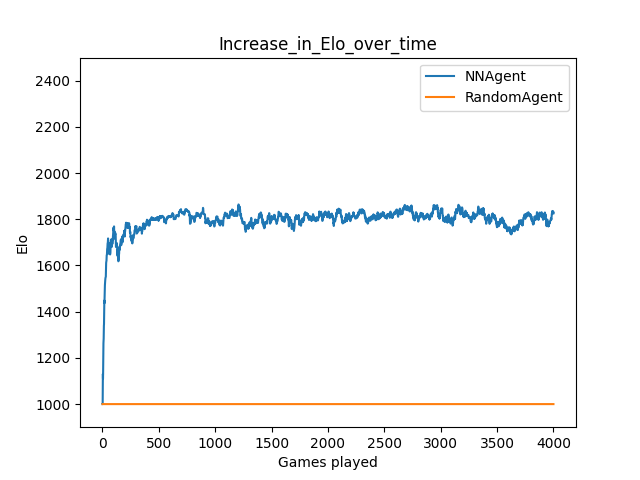 Increase_in_Elo_over_time
NNAgent
RandomAgent
2400
2200
2000
1800
1600
1400
1200
1000
Elo
0 500 1000 1500 2000 2500 3000 3500 4000
Games played